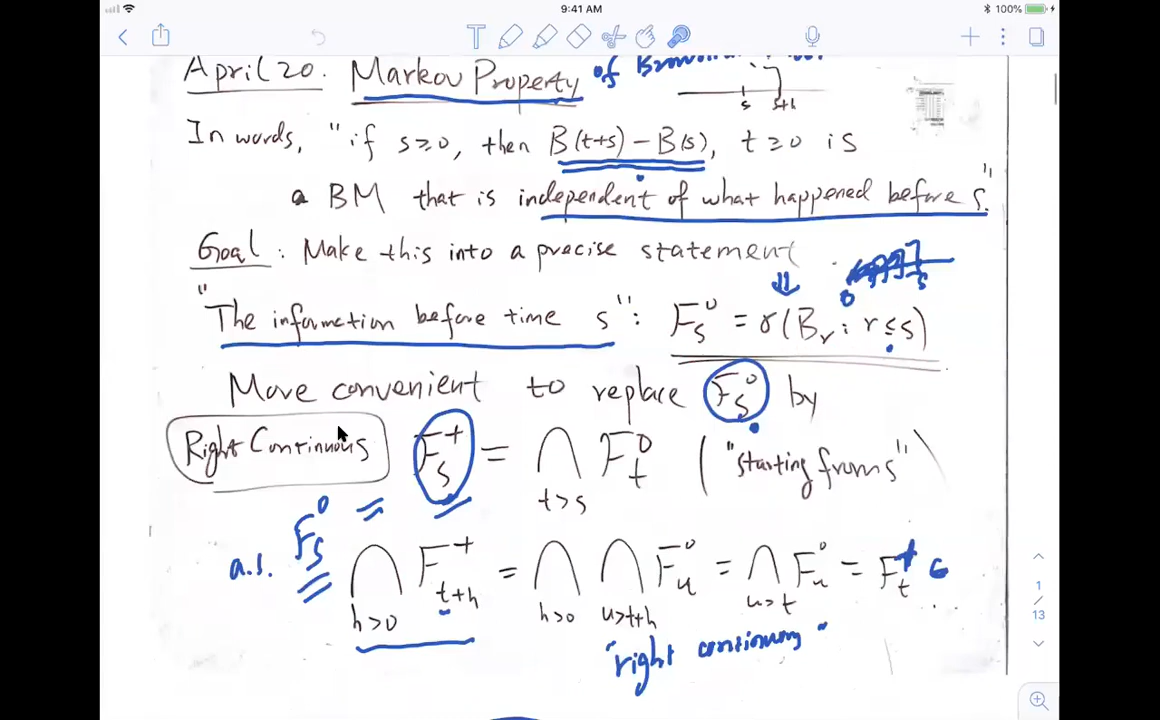 9:41 AM
100%
April 20. Markov Property of Brownian
s s+h
In words, "if s≥0, then B(t+s) - B(s), t≥0 is
a BM that is independent of what happened before s."
Goal: Make this into a precise statement
0 s
"The information before time s": F_s^0 = σ(B_r : r≤s)
More convenient to replace F_s^0 by
Right Continuous F_s^+ = ∩_{t>s} F_t^0 ("starting from s")
a.s. F_s^0 =
∩_{h>0} F_{t+h}^+ = ∩_{h>0} ∩_{u>t+h} F_u^0 = ∩_{u>t} F_u^0 = F_t^+
"right continuous"
1
/
13